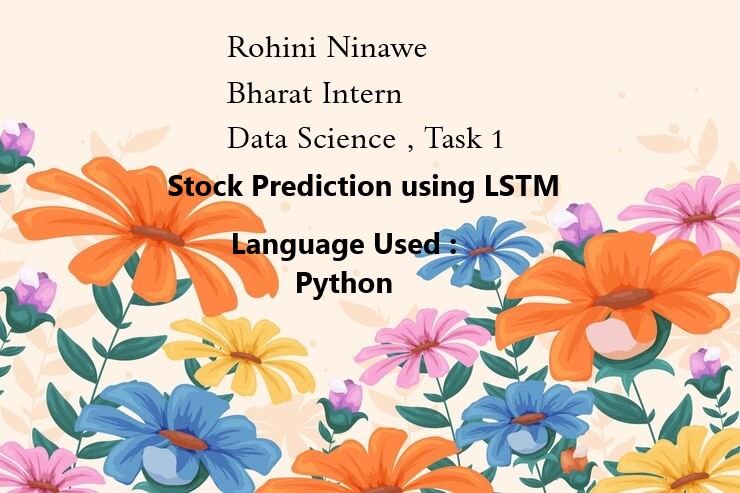 Rohini Ninawe
Bharat Intern
Data Science , Task 1
Stock Prediction using LSTM
Language Used :
Python